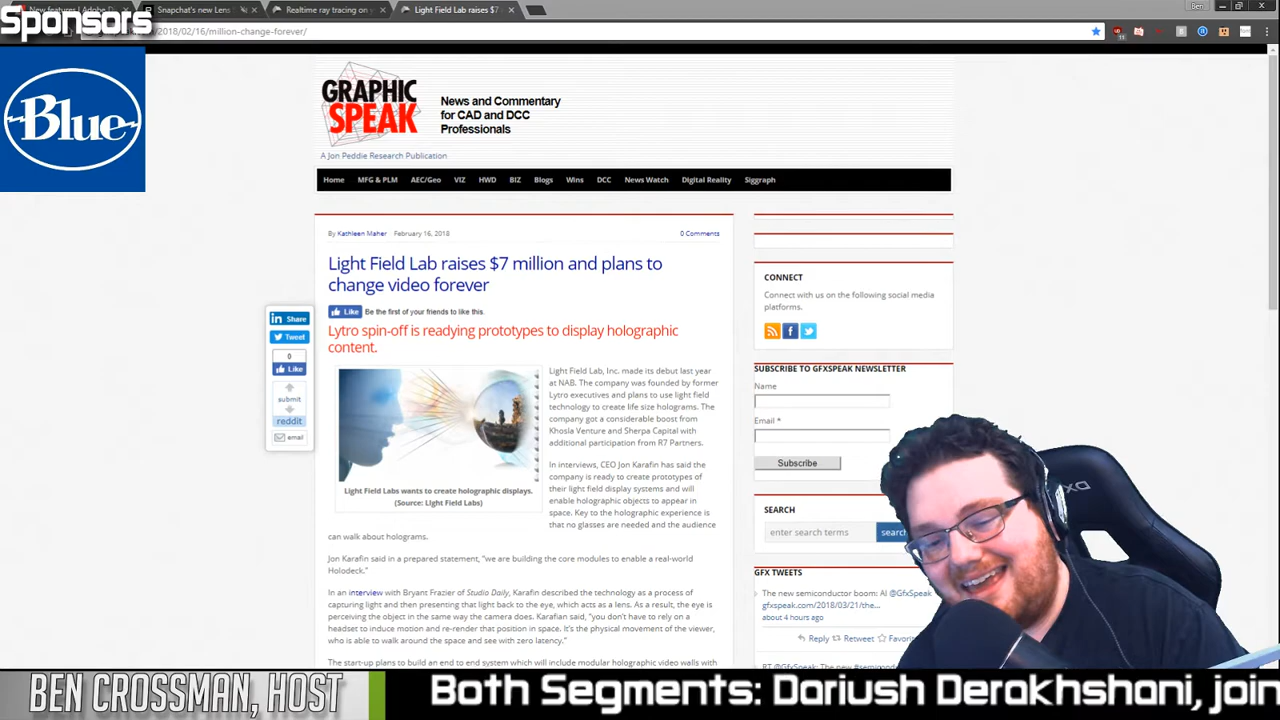 Sponsors
New features | Adobe
Snapchat's new Lens
Realtime ray tracing on
Light Field Lab raises $7
Ben
2018/02/16/million-change-forever/
Blue
GRAPHIC
SPEAK
News and Commentary
for CAD and DCC
Professionals
A Jon Peddie Research Publication
Home MFG & PLM AEC/Geo VIZ HWD BIZ Blogs Wins DCC News Watch Digital Reality Siggraph
By Kathleen Maher February 16, 2018 0 Comments
Light Field Lab raises $7 million and plans to
change video forever
Like Be the first of your friends to like this.
Lytro spin-off is readying prototypes to display holographic
content.
Share
Tweet
0
Like
submit
reddit
email
Light Field Labs wants to create holographic displays.
(Source: Light Field Labs)
Light Field Lab, Inc. made its debut last year
at NAB. The company was founded by former
Lytro executives and plans to use light field
technology to create life size holograms. The
company got a considerable boost from
Khosla Venture and Sherpa Capital with
additional participation from R7 Partners.
In interviews, CEO Jon Karafin has said the
company is ready to create prototypes of
their light field display systems and will
enable holographic objects to appear in
space. Key to the holographic experience is
that no glasses are needed and the audience
can walk about holograms.
Jon Karafin said in a prepared statement, “we are building the core modules to enable a real-world
Holodeck.”
In an interview with Bryant Frazier of Studio Daily, Karafin described the technology as a process of
capturing light and then presenting that light back to the eye, which acts as a lens. As a result, the eye is
perceiving the object in the same way the camera does. Karafian said, “you don’t have to rely on a
headset to induce motion and re-render that position in space. It’s the physical movement of the viewer,
who is able to walk around the space and see with zero latency.”
The start-up plans to build an end to end system which will include modular holographic video walls with
CONNECT
Connect with us on the following social media
platforms.
SUBSCRIBE TO GFXSPEAK NEWSLETTER
Name
Email *
Subscribe
SEARCH
enter search terms
search
GFX TWEETS
The new semiconductor boom: AI @GfxSpeak
gfxspeak.com/2018/03/21/the...
about 4 hours ago
Reply Retweet Favorite
RT @GfxSpeak: The new #semicond
DX
BEN CROSSMAN, HOST
Both Segments: Dariush Derakhshani, join